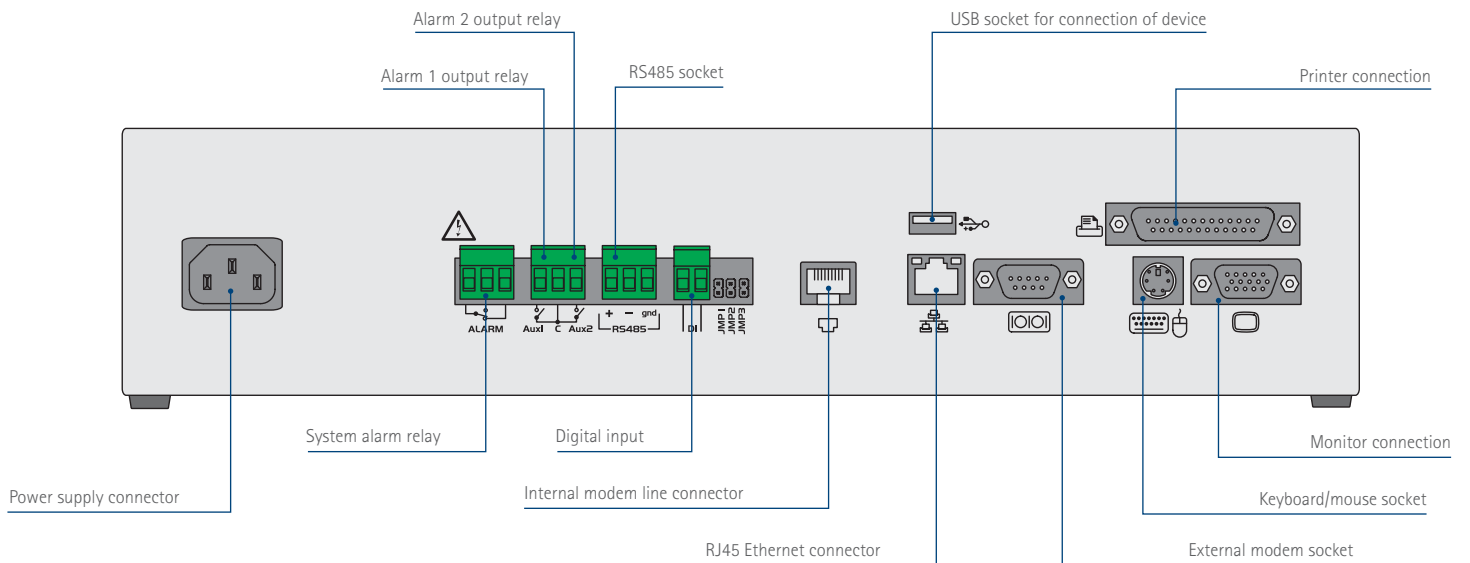 Alarm 2 output relay
USB socket for connection of device
Alarm 1 output relay
RS485 socket
Printer connection
ALARM
Aux1 C Aux2
+ − gnd
RS485
DI
JMP1
JMP2
JMP3
IOIOI
System alarm relay
Digital input
Monitor connection
Power supply connector
Internal modem line connector
Keyboard/mouse socket
RJ45 Ethernet connector
External modem socket